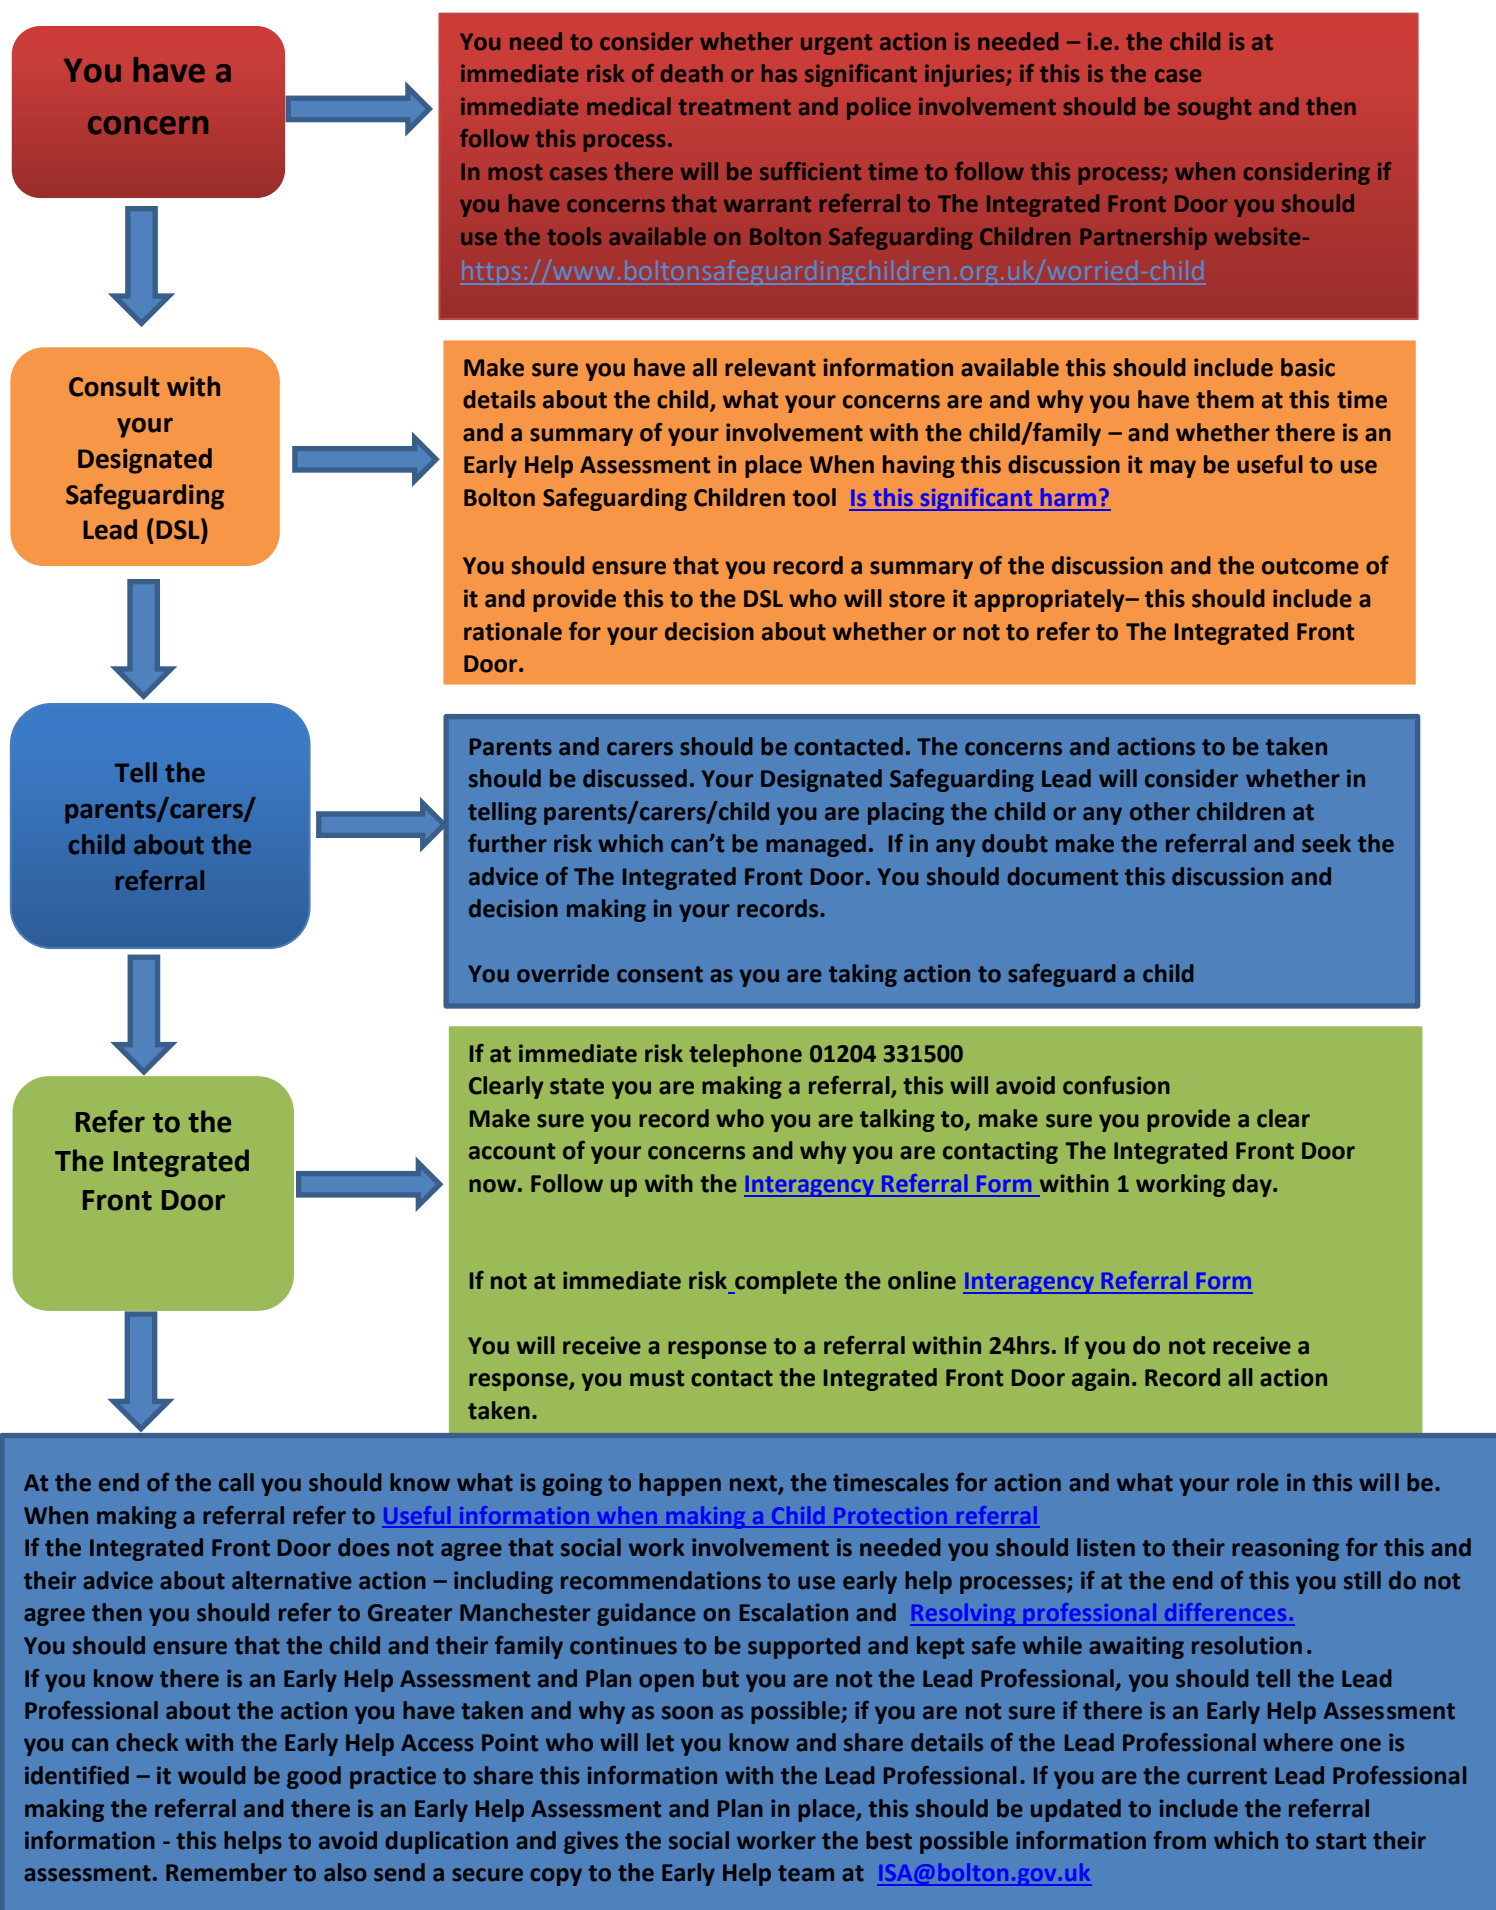 You have a
concern
You need to consider whether urgent action is needed – i.e. the child is at
immediate risk of death or has significant injuries; if this is the case
immediate medical treatment and police involvement should be sought and then
follow this process.
In most cases there will be sufficient time to follow this process; when considering if
you have concerns that warrant referral to The Integrated Front Door you should
use the tools available on Bolton Safeguarding Children Partnership website-
https://www.boltonsafeguardingchildren.org.uk/worried-child
Consult with
your
Designated
Safeguarding
Lead (DSL)
Make sure you have all relevant information available this should include basic
details about the child, what your concerns are and why you have them at this time
and a summary of your involvement with the child/family – and whether there is an
Early Help Assessment in place When having this discussion it may be useful to use
Bolton Safeguarding Children tool Is this significant harm?
You should ensure that you record a summary of the discussion and the outcome of
it and provide this to the DSL who will store it appropriately– this should include a
rationale for your decision about whether or not to refer to The Integrated Front
Door.
Tell the
parents/carers/
child about the
referral
Parents and carers should be contacted. The concerns and actions to be taken
should be discussed. Your Designated Safeguarding Lead will consider whether in
telling parents/carers/child you are placing the child or any other children at
further risk which can’t be managed. If in any doubt make the referral and seek the
advice of The Integrated Front Door. You should document this discussion and
decision making in your records.
You override consent as you are taking action to safeguard a child
Refer to the
The Integrated
Front Door
If at immediate risk telephone 01204 331500
Clearly state you are making a referral, this will avoid confusion
Make sure you record who you are talking to, make sure you provide a clear
account of your concerns and why you are contacting The Integrated Front Door
now. Follow up with the Interagency Referral Form within 1 working day.
If not at immediate risk complete the online Interagency Referral Form
You will receive a response to a referral within 24hrs. If you do not receive a
response, you must contact the Integrated Front Door again. Record all action
taken.
At the end of the call you should know what is going to happen next, the timescales for action and what your role in this will be.
When making a referral refer to Useful information when making a Child Protection referral
If the Integrated Front Door does not agree that social work involvement is needed you should listen to their reasoning for this and
their advice about alternative action – including recommendations to use early help processes; if at the end of this you still do not
agree then you should refer to Greater Manchester guidance on Escalation and Resolving professional differences.
You should ensure that the child and their family continues to be supported and kept safe while awaiting resolution.
If you know there is an Early Help Assessment and Plan open but you are not the Lead Professional, you should tell the Lead
Professional about the action you have taken and why as soon as possible; if you are not sure if there is an Early Help Assessment
you can check with the Early Help Access Point who will let you know and share details of the Lead Professional where one is
identified – it would be good practice to share this information with the Lead Professional. If you are the current Lead Professional
making the referral and there is an Early Help Assessment and Plan in place, this should be updated to include the referral
information - this helps to avoid duplication and gives the social worker the best possible information from which to start their
assessment. Remember to also send a secure copy to the Early Help team at ISA@bolton.gov.uk